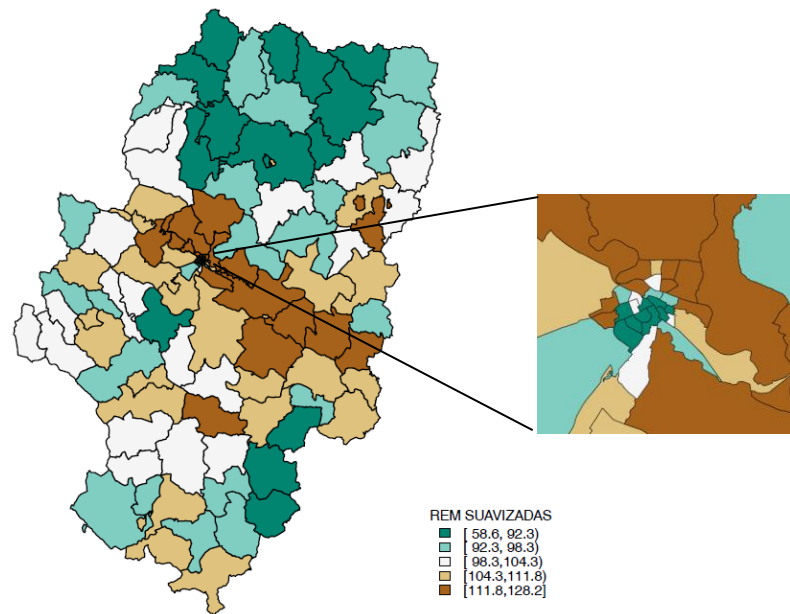 REM SUAVIZADAS
[ 58.6, 92.3)
[ 92.3, 98.3)
[ 98.3,104.3)
[104.3,111.8)
[111.8,128.2]